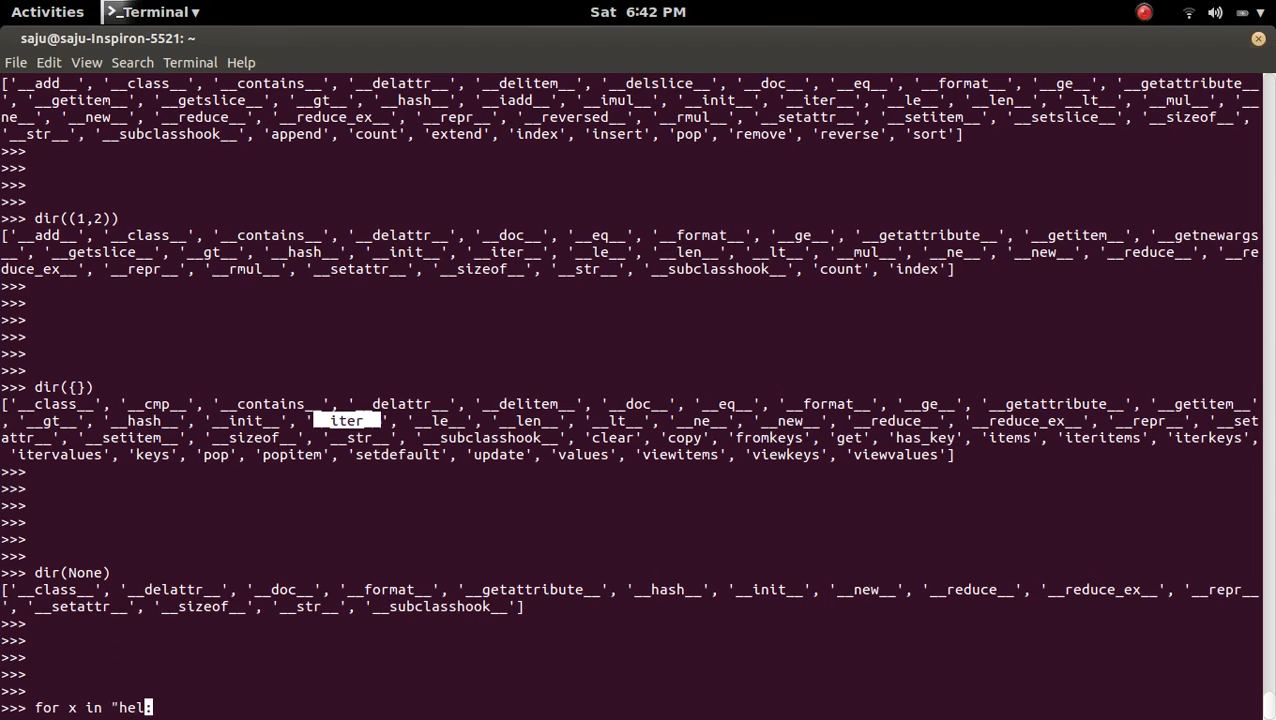 Activities Terminal ▾ Sat 6:42 PM ▾
saju@saju-Inspiron-5521: ~
File Edit View Search Terminal Help
['__add__', '__class__', '__contains__', '__delattr__', '__delitem__', '__delslice__', '__doc__', '__eq__', '__format__', '__ge__', '__getattribute__
', '__getitem__', '__getslice__', '__gt__', '__hash__', '__iadd__', '__imul__', '__init__', '__iter__', '__le__', '__len__', '__lt__', '__mul__', '__
ne__', '__new__', '__reduce__', '__reduce_ex__', '__repr__', '__reversed__', '__rmul__', '__setattr__', '__setitem__', '__setslice__', '__sizeof__',
'__str__', '__subclasshook__', 'append', 'count', 'extend', 'index', 'insert', 'pop', 'remove', 'reverse', 'sort']
>>>
>>>
>>>
>>>
>>> dir((1,2))
['__add__', '__class__', '__contains__', '__delattr__', '__doc__', '__eq__', '__format__', '__ge__', '__getattribute__', '__getitem__', '__getnewargs
__', '__getslice__', '__gt__', '__hash__', '__init__', '__iter__', '__le__', '__len__', '__lt__', '__mul__', '__ne__', '__new__', '__reduce__', '__re
duce_ex__', '__repr__', '__rmul__', '__setattr__', '__sizeof__', '__str__', '__subclasshook__', 'count', 'index']
>>>
>>>
>>>
>>>
>>>
>>>
>>> dir({})
['__class__', '__cmp__', '__contains__', '__delattr__', '__delitem__', '__doc__', '__eq__', '__format__', '__ge__', '__getattribute__', '__getitem__'
, '__gt__', '__hash__', '__init__', '__iter__', '__le__', '__len__', '__lt__', '__ne__', '__new__', '__reduce__', '__reduce_ex__', '__repr__', '__set
attr__', '__setitem__', '__sizeof__', '__str__', '__subclasshook__', 'clear', 'copy', 'fromkeys', 'get', 'has_key', 'items', 'iteritems', 'iterkeys',
'itervalues', 'keys', 'pop', 'popitem', 'setdefault', 'update', 'values', 'viewitems', 'viewkeys', 'viewvalues']
>>>
>>>
>>>
>>>
>>>
>>> dir(None)
['__class__', '__delattr__', '__doc__', '__format__', '__getattribute__', '__hash__', '__init__', '__new__', '__reduce__', '__reduce_ex__', '__repr__
', '__setattr__', '__sizeof__', '__str__', '__subclasshook__']
>>>
>>>
>>>
>>>
>>>
>>> for x in "hel: